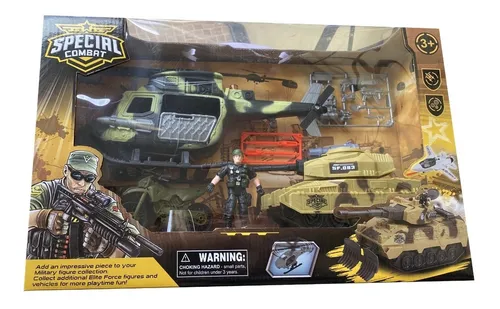 SPECIAL
COMBAT
3+
SP.083
Add an impressive piece to your
Military figure collection.
Collect additional Elite Force figures and
vehicles for more playtime fun!
WARNING:
CHOKING HAZARD - small parts.
Not for children under 3 years.